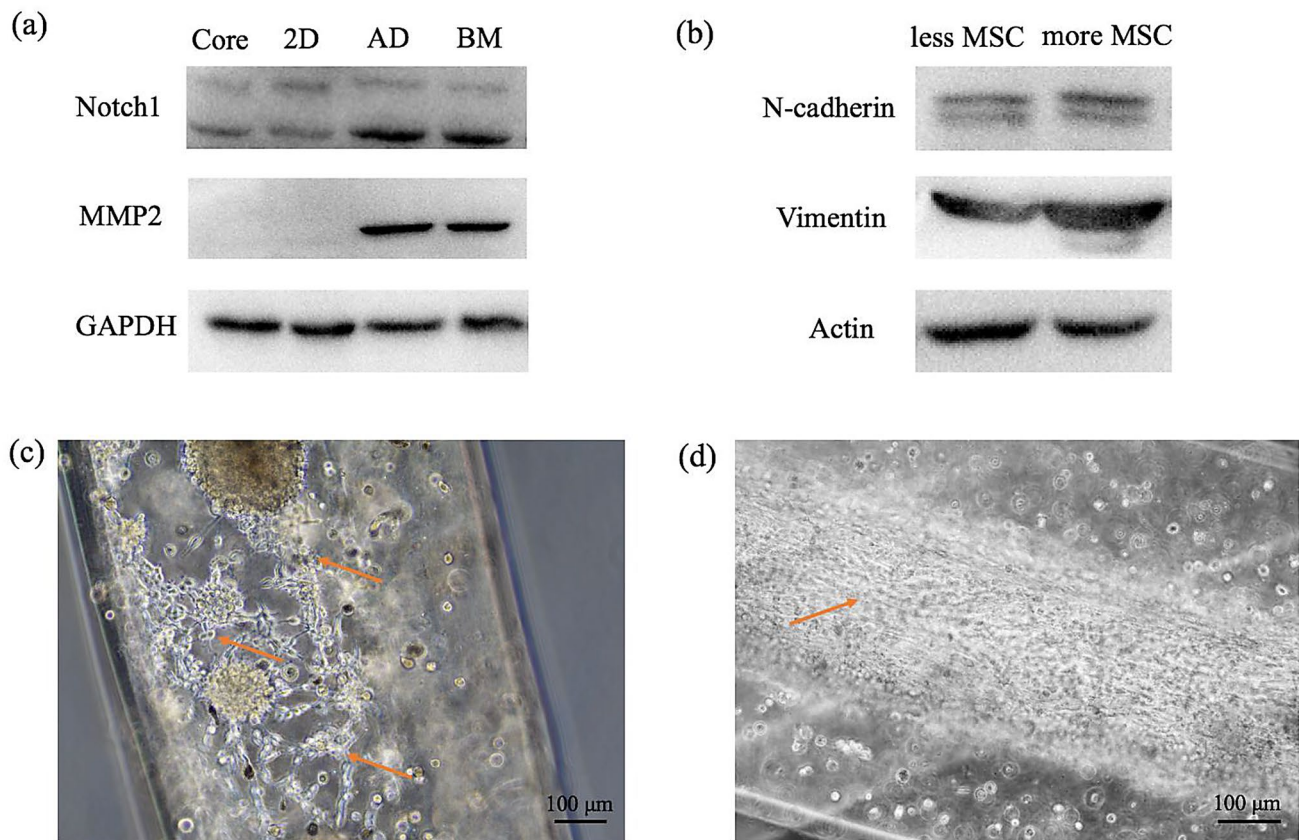 (a)
Core 2D AD BM
Notch1
MMP2
GAPDH
(b)
less MSC more MSC
N-cadherin
Vimentin
Actin
(c)
100 μm
(d)
100 μm